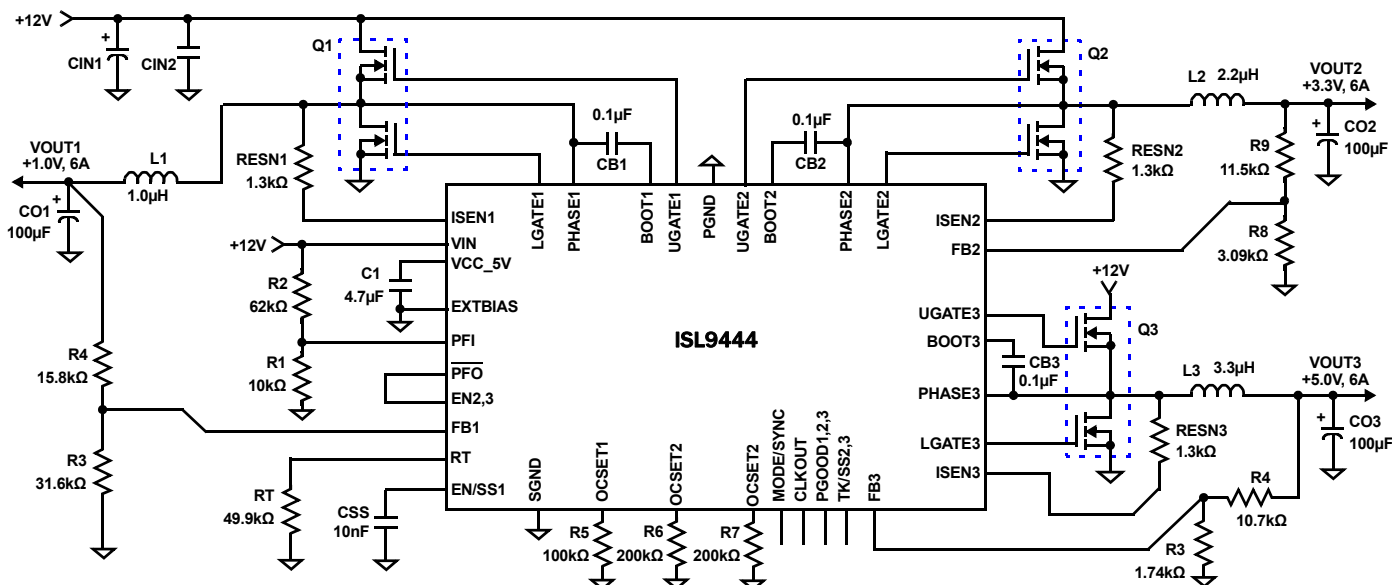 +12V
CIN1
+
CIN2
Q1
Q2
VOUT1
+1.0V, 6A
L1
1.0µH
RESN1
1.3kΩ
0.1µF
CB1
0.1µF
CB2
L2
2.2µH
VOUT2
+3.3V, 6A
RESN2
1.3kΩ
R9
11.5kΩ
+
CO2
100µF
R8
3.09kΩ
CO1
+
100µF
LGATE1
PHASE1
BOOT1
UGATE1
PGND
UGATE2
BOOT2
PHASE2
LGATE2
ISEN1
VIN
VCC_5V
EXTBIAS
PFI
PFO
EN2,3
FB1
RT
EN/SS1
+12V
R2
62kΩ
C1
4.7µF
R1
10kΩ
R4
15.8kΩ
R3
31.6kΩ
RT
49.9kΩ
CSS
10nF
ISL9444
ISEN2
FB2
UGATE3
BOOT3
PHASE3
LGATE3
ISEN3
+12V
Q3
CB3
0.1µF
L3
3.3µH
VOUT3
+5.0V, 6A
+
CO3
100µF
RESN3
1.3kΩ
R4
10.7kΩ
R3
1.74kΩ
SGND
OCSET1
OCSET2
OCSET2
MODE/SYNC
CLKOUT
PGOOD1,2,3
TK/SS2,3
FB3
R5
100kΩ
R6
200kΩ
R7
200kΩ